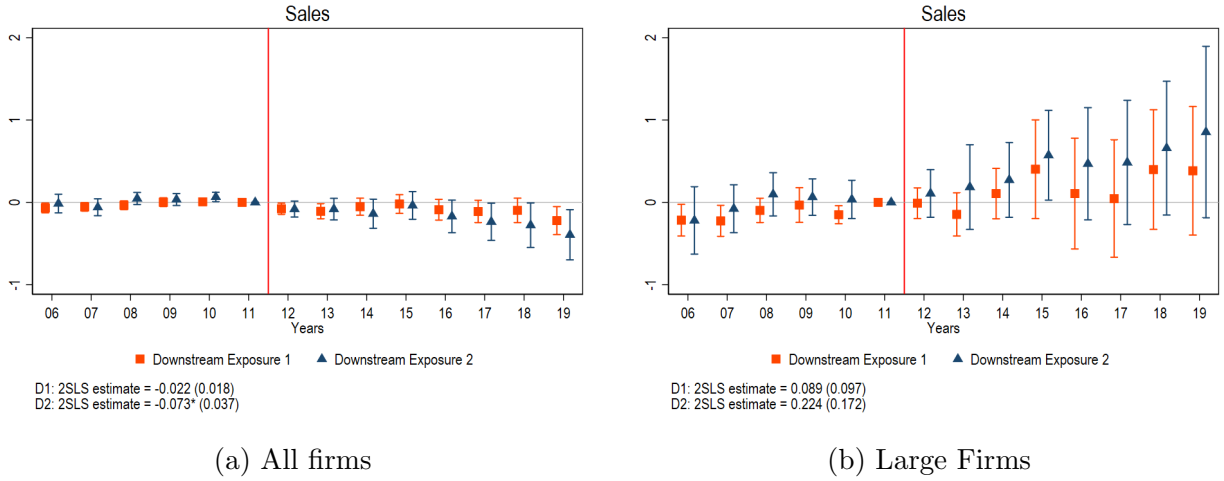 Sales
2
1
0
-1
06 07 08 09 10 11 12 13 14 15 16 17 18 19
Years
Downstream Exposure 1 Downstream Exposure 2
D1: 2SLS estimate = -0.022 (0.018)
D2: 2SLS estimate = -0.073* (0.037)
(a) All firms
Sales
2
1
0
-1
06 07 08 09 10 11 12 13 14 15 16 17 18 19
Years
Downstream Exposure 1 Downstream Exposure 2
D1: 2SLS estimate = 0.089 (0.097)
D2: 2SLS estimate = 0.224 (0.172)
(b) Large Firms